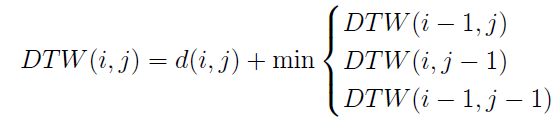 DTW(i − 1, j)
DTW(i, j) = d(i, j) + min { DTW(i, j − 1)
DTW(i − 1, j − 1)